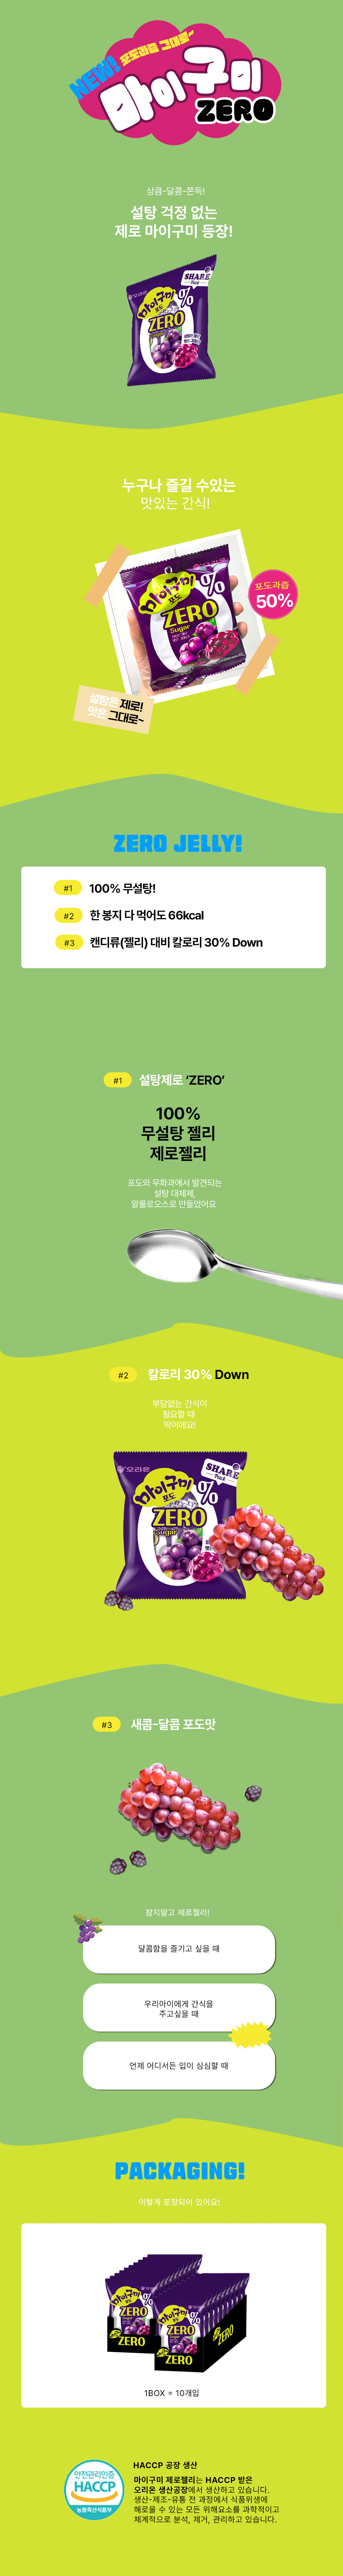 NEW! 포도과즙 그대로~
마이구미
ZERO
상큼-달콤-쫀득!
설탕 걱정 없는
제로 마이구미 등장!
오리온
SHARE
Pack
마이구미
포도
%
ZERO
Sugar
누구나 즐길 수있는
맛있는 간식!
마이구미
포도
%
ZERO
Sugar
포도과즙
50%
설탕은 제로!
맛은 그대로~
ZERO JELLY!
#1 100% 무설탕!
#2 한 봉지 다 먹어도 66kcal
#3 캔디류(젤리) 대비 칼로리 30% Down
#1 설탕제로 ‘ZERO’
100%
무설탕 젤리
제로젤리
포도와 무화과에서 발견되는
설탕 대체제,
알룰로오스로 만들었어요
#2 칼로리 30% Down
부담없는 간식이
필요할 때
딱이에요!
오리온
SHARE
Pack
마이구미
포도
%
ZERO
Sugar
#3 새콤-달콤 포도맛
참지말고 제로젤리!
달콤함을 즐기고 싶을 때
우리아이에게 간식을
주고싶을 때
언제 어디서든 입이 심심할 때
PACKAGING!
이렇게 포장되어 있어요!
마이구미
%
ZERO
마이구미
%
ZERO
ZERO
ZERO
ZERO
1BOX = 10개입
안전관리인증
HACCP
농림축산식품부
HACCP 공장 생산
마이구미 제로젤리는 HACCP 받은
오리온 생산공장에서 생산하고 있습니다.
생산-제조-유통 전 과정에서 식품위생에
해로울 수 있는 모든 위해요소를 과학적이고
체계적으로 분석, 제거, 관리하고 있습니다.